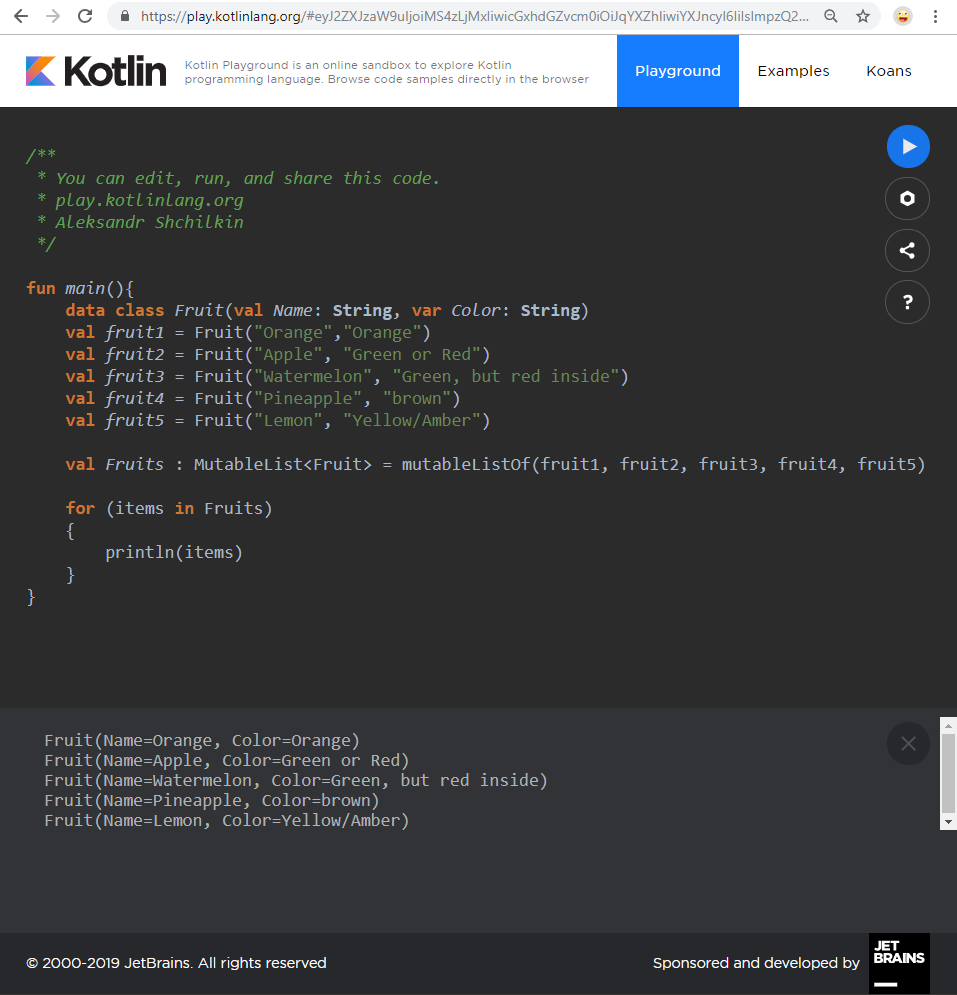 https://play.kotlinlang.org/#eyJ2ZXJzaW9uIjoiMS4zLjMxIiwicGxhdGZvcm0iOiJqYXZhIiwiYXJncyI6IiIsImpzQ2...
Kotlin
Kotlin Playground is an online sandbox to explore Kotlin
programming language. Browse code samples directly in the browser
Playground
Examples
Koans
/**
 * You can edit, run, and share this code.
 * play.kotlinlang.org
 * Aleksandr Shchilkin
 */
fun main(){
    data class Fruit(val Name: String, var Color: String)
    val fruit1 = Fruit("Orange","Orange")
    val fruit2 = Fruit("Apple", "Green or Red")
    val fruit3 = Fruit("Watermelon", "Green, but red inside")
    val fruit4 = Fruit("Pineapple", "brown")
    val fruit5 = Fruit("Lemon", "Yellow/Amber")
    val Fruits : MutableList<Fruit> = mutableListOf(fruit1, fruit2, fruit3, fruit4, fruit5)
    for (items in Fruits)
    {
        println(items)
    }
}
?
Fruit(Name=Orange, Color=Orange)
Fruit(Name=Apple, Color=Green or Red)
Fruit(Name=Watermelon, Color=Green, but red inside)
Fruit(Name=Pineapple, Color=brown)
Fruit(Name=Lemon, Color=Yellow/Amber)
© 2000-2019 JetBrains. All rights reserved
Sponsored and developed by
JET
BRAINS